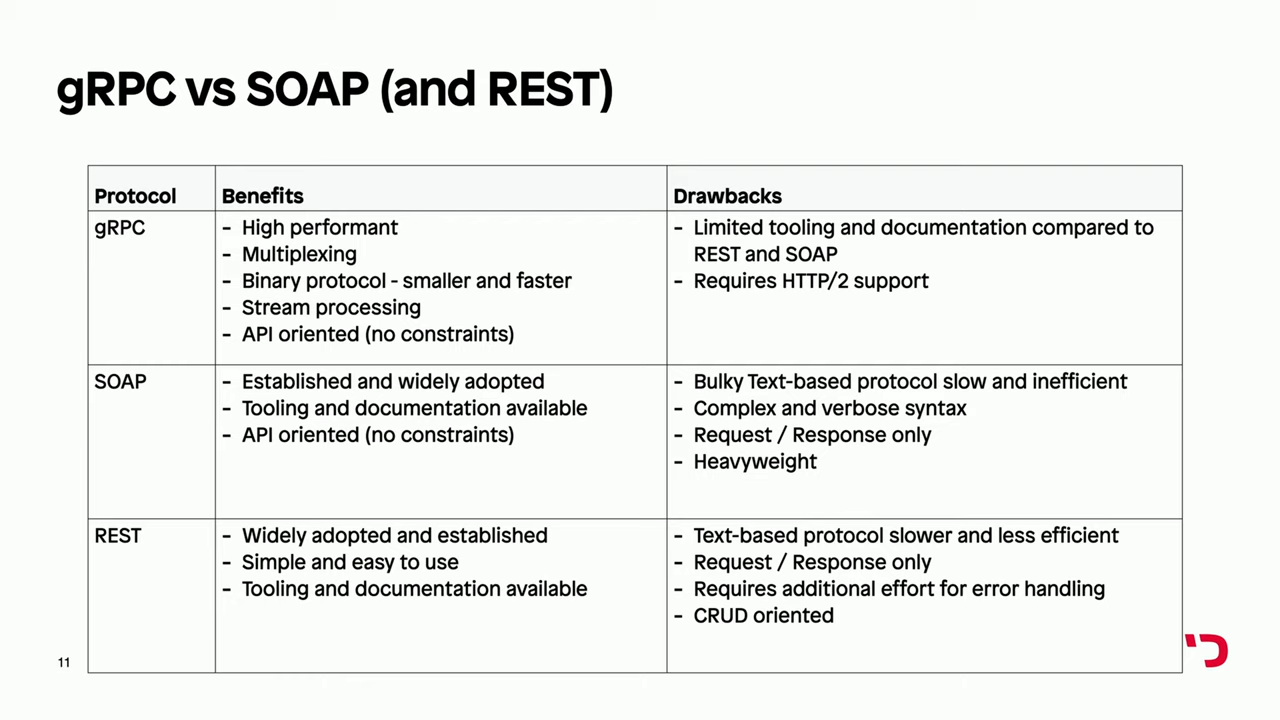 gRPC vs SOAP (and REST)
Protocol
Benefits
Drawbacks
gRPC
- High performant
- Multiplexing
- Binary protocol - smaller and faster
- Stream processing
- API oriented (no constraints)
- Limited tooling and documentation compared to
REST and SOAP
- Requires HTTP/2 support
SOAP
- Established and widely adopted
- Tooling and documentation available
- API oriented (no constraints)
- Bulky Text-based protocol slow and inefficient
- Complex and verbose syntax
- Request / Response only
- Heavyweight
REST
- Widely adopted and established
- Simple and easy to use
- Tooling and documentation available
- Text-based protocol slower and less efficient
- Request / Response only
- Requires additional effort for error handling
- CRUD oriented
11